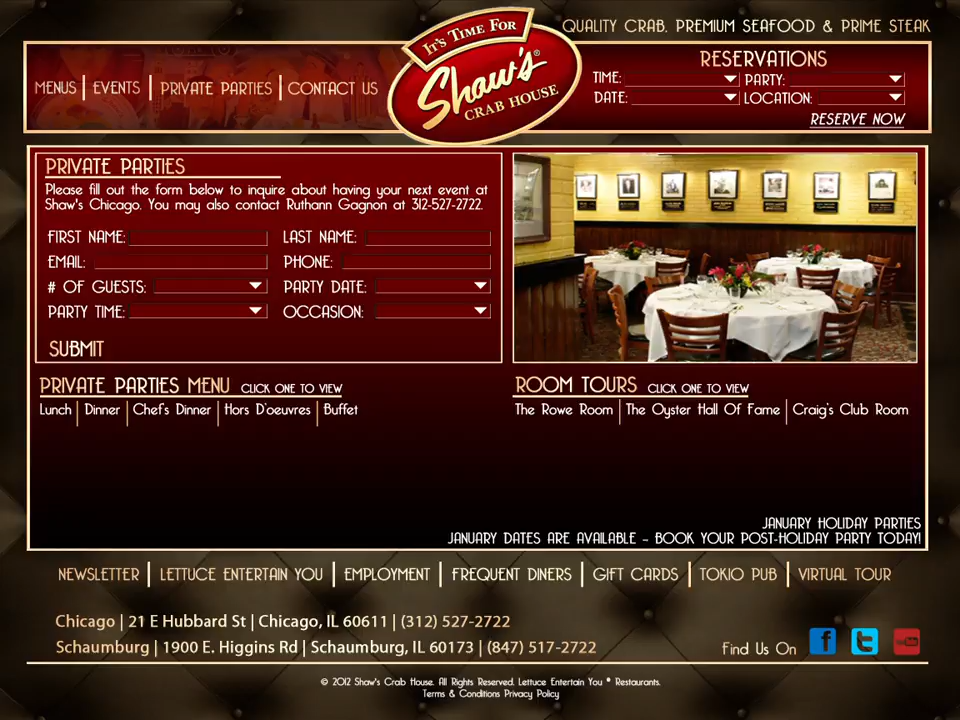 QUALITY CRAB, PREMIUM SEAFOOD & PRIME STEAK
IT'S TIME FOR
Shaw's®
CRAB HOUSE
MENUS | EVENTS | PRIVATE PARTIES | CONTACT US
RESERVATIONS
TIME: PARTY:
DATE: LOCATION:
RESERVE NOW
PRIVATE PARTIES
Please fill out the form below to inquire about having your next event at
Shaw's Chicago. You may also contact Ruthann Gagnon at 312-527-2722.
FIRST NAME: LAST NAME:
EMAIL: PHONE:
# OF GUESTS: PARTY DATE:
PARTY TIME: OCCASION:
SUBMIT
PRIVATE PARTIES MENU CLICK ONE TO VIEW
Lunch | Dinner | Chef's Dinner | Hors D'oeuvres | Buffet
ROOM TOURS CLICK ONE TO VIEW
The Rowe Room | The Oyster Hall Of Fame | Craig's Club Room
JANUARY HOLIDAY PARTIES
JANUARY DATES ARE AVAILABLE - BOOK YOUR POST-HOLIDAY PARTY TODAY!
NEWSLETTER | LETTUCE ENTERTAIN YOU | EMPLOYMENT | FREQUENT DINERS | GIFT CARDS | TOKIO PUB | VIRTUAL TOUR
Chicago | 21 E Hubbard St | Chicago, IL 60611 | (312) 527-2722
Schaumburg | 1900 E. Higgins Rd | Schaumburg, IL 60173 | (847) 517-2722
Find Us On
© 2012 Shaw's Crab House. All Rights Reserved. Lettuce Entertain You ® Restaurants.
Terms & Conditions Privacy Policy